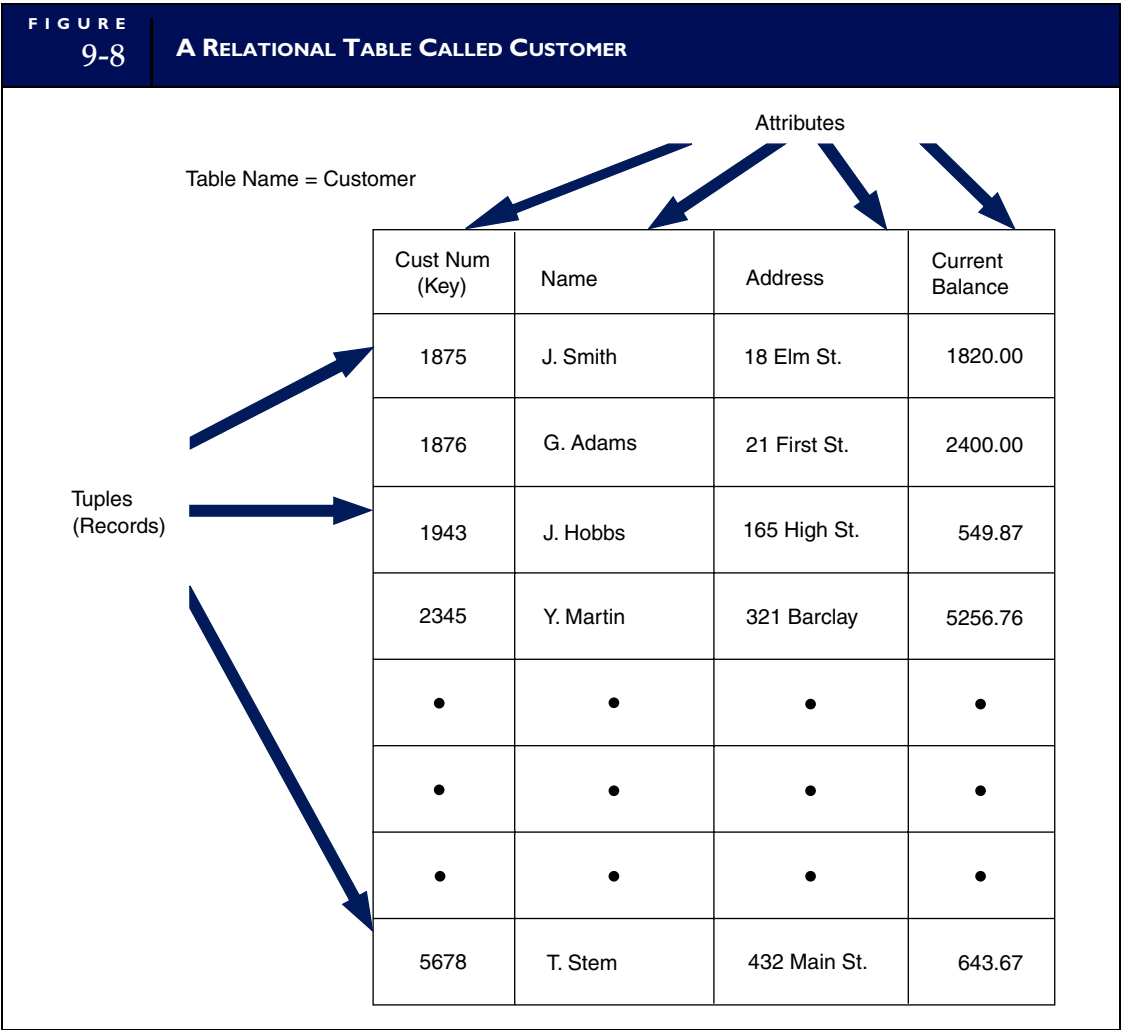 FIGURE
9-8
A RELATIONAL TABLE CALLED CUSTOMER
Attributes
Table Name = Customer
Cust Num
(Key)
Name
Address
Current
Balance
1875 J. Smith 18 Elm St. 1820.00
1876 G. Adams 21 First St. 2400.00
Tuples
(Records)
1943 J. Hobbs 165 High St. 549.87
2345 Y. Martin 321 Barclay 5256.76
• • • •
• • • •
• • • •
5678 T. Stem 432 Main St. 643.67